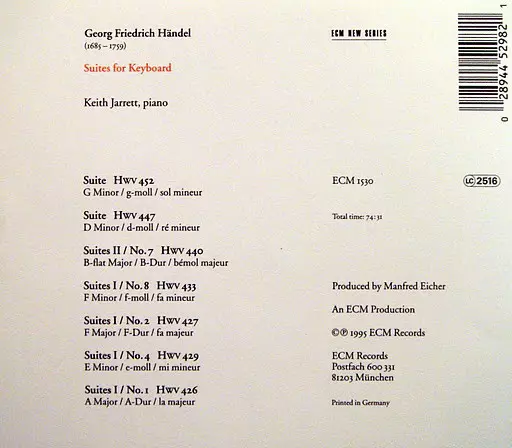 Georg Friedrich Händel
(1685 – 1759)
Suites for Keyboard
Keith Jarrett, piano
ECM NEW SERIES
0 28944 52982 1
Suite HWV 452
G Minor / g-moll / sol mineur
Suite HWV 447
D Minor / d-moll / ré mineur
Suites II / No. 7 HWV 440
B-flat Major / B-Dur / bémol majeur
Suites I / No. 8 HWV 433
F Minor / f-moll / fa mineur
Suites I / No. 2 HWV 427
F Major / F-Dur / fa majeur
Suites I / No. 4 HWV 429
E Minor / e-moll / mi mineur
Suites I / No. 1 HWV 426
A Major / A-Dur / la majeur
ECM 1530
LC 2516
Total time: 74:31
Produced by Manfred Eicher
An ECM Production
©℗ 1995 ECM Records
ECM Records
Postfach 600 331
81203 München
Printed in Germany